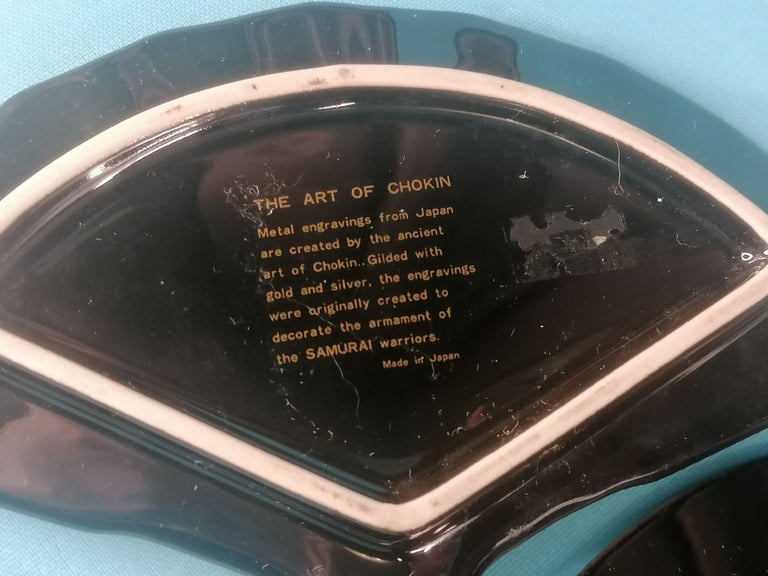 THE ART OF CHOKIN
Metal engravings from Japan
are created by the ancient
art of Chokin. Gilded with
gold and silver, the engravings
were originally created to
decorate the armament of
the SAMURAI warriors.
Made in Japan